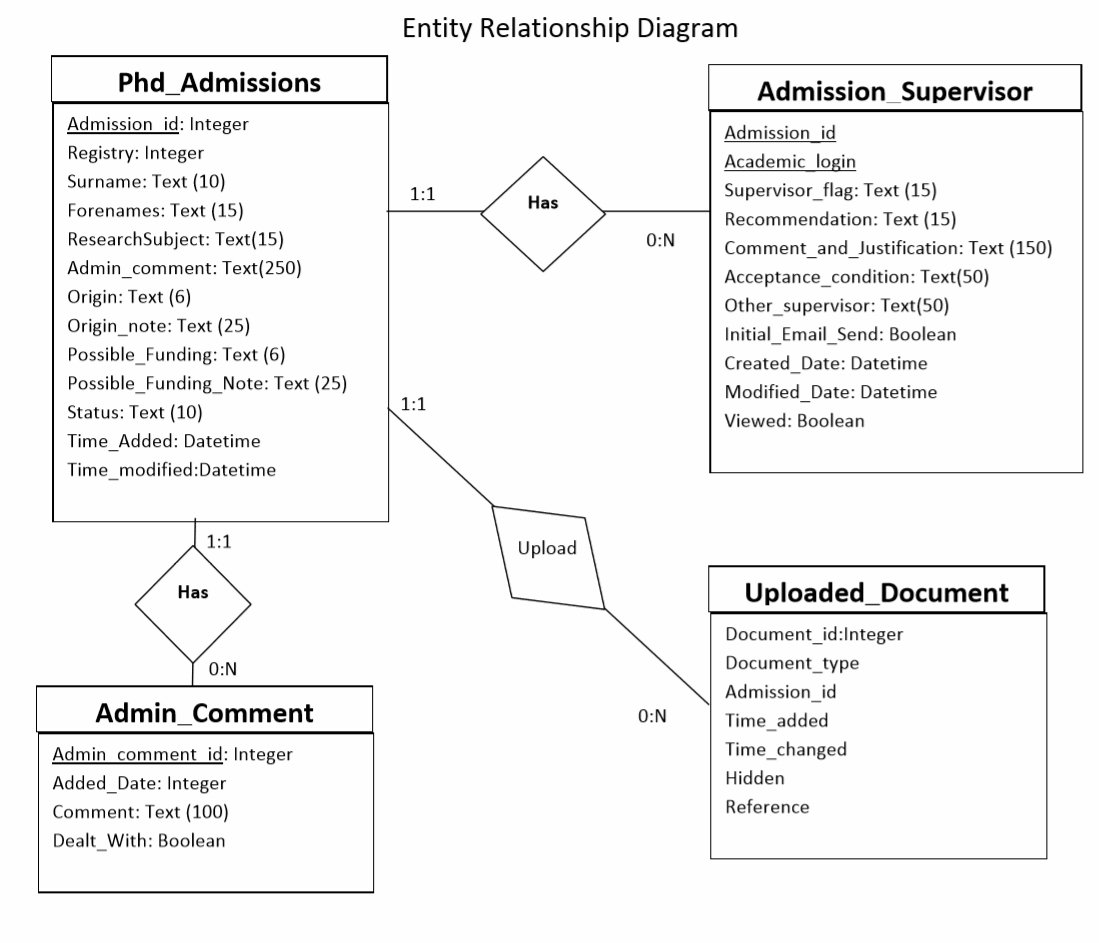 Entity Relationship Diagram
Phd_Admissions
Admission_id: Integer
Registry: Integer
Surname: Text (10)
Forenames: Text (15)
ResearchSubject: Text(15)
Admin_comment: Text(250)
Origin: Text (6)
Origin_note: Text (25)
Possible_Funding: Text (6)
Possible_Funding_Note: Text (25)
Status: Text (10)
Time_Added: Datetime
Time_modified:Datetime
1:1
Has
0:N
Admission_Supervisor
Admission_id
Academic_login
Supervisor_flag: Text (15)
Recommendation: Text (15)
Comment_and_Justification: Text (150)
Acceptance_condition: Text(50)
Other_supervisor: Text(50)
Initial_Email_Send: Boolean
Created_Date: Datetime
Modified_Date: Datetime
Viewed: Boolean
1:1
Upload
0:N
Uploaded_Document
Document_id:Integer
Document_type
Admission_id
Time_added
Time_changed
Hidden
Reference
1:1
Has
0:N
Admin_Comment
Admin_comment_id: Integer
Added_Date: Integer
Comment: Text (100)
Dealt_With: Boolean